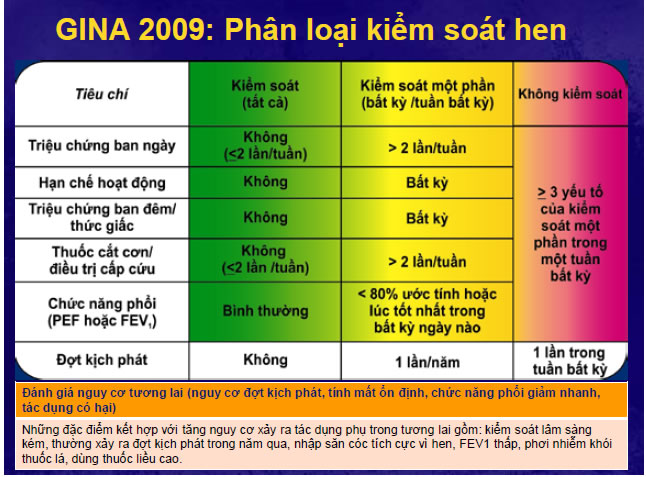 GINA 2009: Phân loại kiểm soát hen
Tiêu chí
Kiểm soát
(tất cả)
Kiểm soát một phần
(bất kỳ /tuần bất kỳ)
Không kiểm soát
Triệu chứng ban ngày
Không
(≤2 lần/tuần)
> 2 lần/tuần
≥ 3 yếu tố
của kiểm
soát một
phần trong
một tuần
bất kỳ
Hạn chế hoạt động
Không
Bất kỳ
Triệu chứng ban đêm/
thức giấc
Không
Bất kỳ
Thuốc cắt cơn/
điều trị cấp cứu
Không
(≤2 lần /tuần)
> 2 lần/tuần
Chức năng phổi
(PEF hoặc FEV₁)
Bình thường
< 80% ước tính hoặc
lúc tốt nhất trong
bất kỳ ngày nào
Đợt kịch phát
Không
1 lần/năm
1 lần trong
tuần bất kỳ
Đánh giá nguy cơ tương lai (nguy cơ đợt kịch phát, tính mất ổn định, chức năng phổi giảm nhanh,
tác dụng có hại)
Những đặc điểm kết hợp với tăng nguy cơ xảy ra tác dụng phụ trong tương lai gồm: kiểm soát lâm sàng
kém, thường xảy ra đợt kịch phát trong năm qua, nhập săn cóc tích cực vì hen, FEV1 thấp, phơi nhiễm khói
thuốc lá, dùng thuốc liều cao.